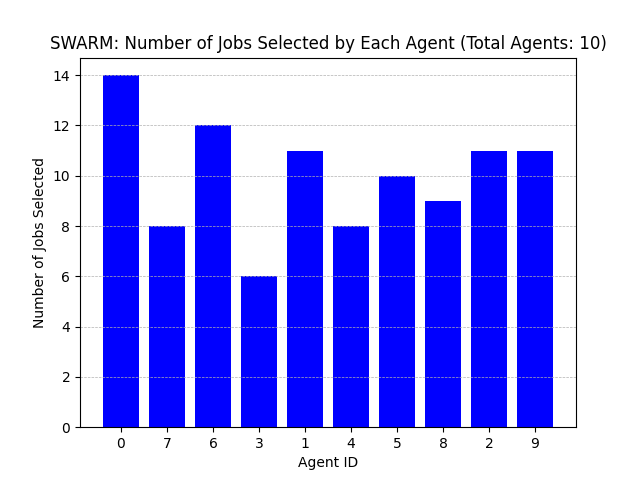 SWARM: Number of Jobs Selected by Each Agent (Total Agents: 10)
Number of Jobs Selected
14
12
10
8
6
4
2
0
0 7 6 3 1 4 5 8 2 9
Agent ID